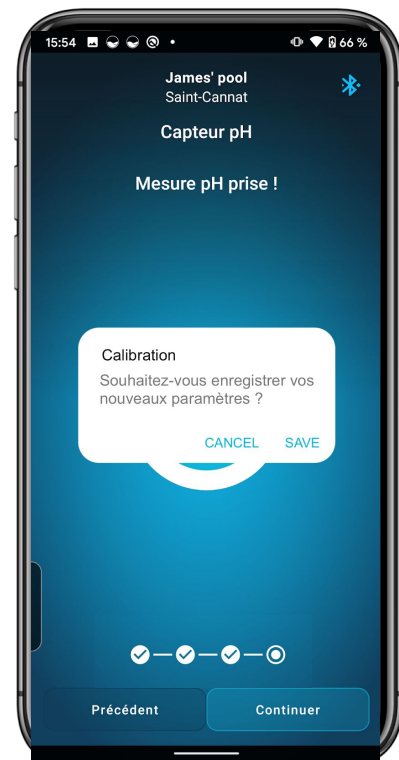 15:54 66 %
James' pool
Saint-Cannat
Capteur pH
Mesure pH prise !
Calibration
Souhaitez-vous enregistrer vos
nouveaux paramètres ?
CANCEL SAVE
Précédent Continuer